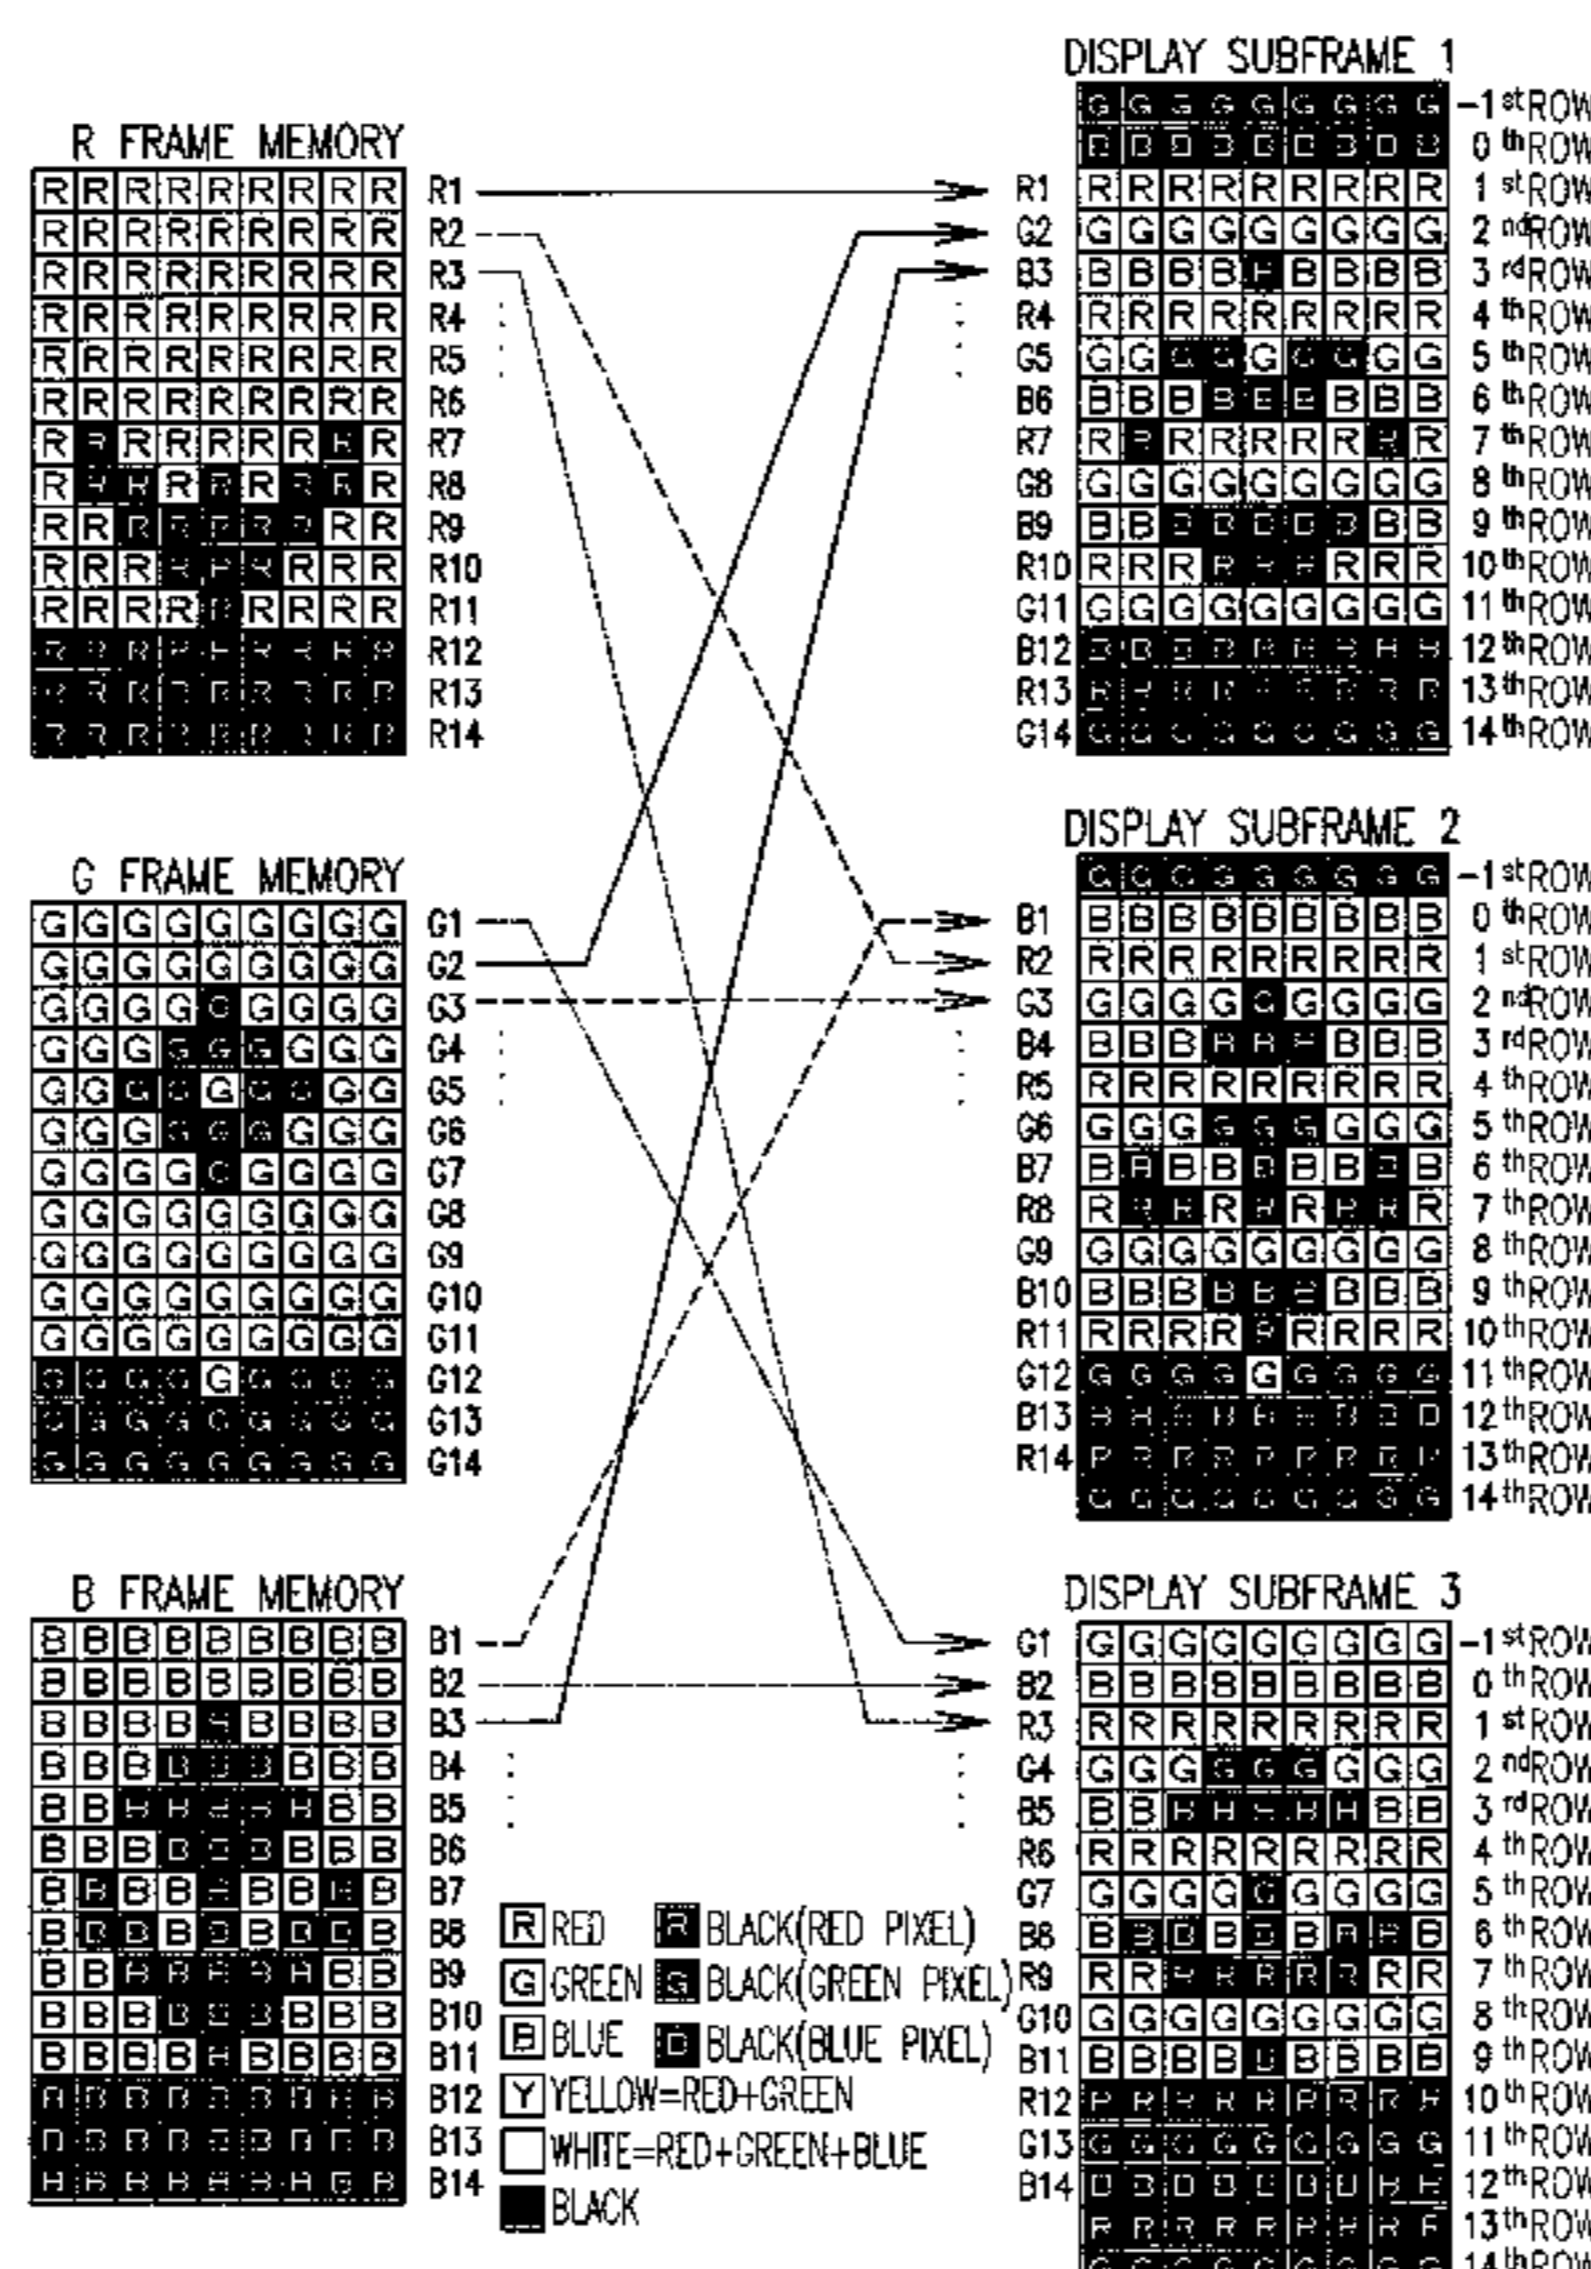 R FRAME MEMORY
R R R R R R R R R R1
R R R R R R R R R R2
R R R R R R R R R R3
R R R R R R R R R R4
R R R R R R R R R R5
R R R R R R R R R R6
R R R R R R R R R R7
R R R R R R R R R R8
R R R R R R R R R R9
R R R R R R R R R R10
R R R R R R R R R R11
R R R R R R R R R R12
R R R R R R R R R R13
R R R R R R R R R R14
G FRAME MEMORY
G G G G G G G G G G1
G G G G G G G G G G2
G G G G G G G G G G3
G G G G G G G G G G4
G G G G G G G G G G5
G G G G G G G G G G6
G G G G G G G G G G7
G G G G G G G G G G8
G G G G G G G G G G9
G G G G G G G G G G10
G G G G G G G G G G11
G G G G G G G G G G12
G G G G G G G G G G13
G G G G G G G G G G14
B FRAME MEMORY
B B B B B B B B B B1
B B B B B B B B B B2
B B B B B B B B B B3
B B B B B B B B B B4
B B B B B B B B B B5
B B B B B B B B B B6
B B B B B B B B B B7
B B B B B B B B B B8
B B B B B B B B B B9
B B B B B B B B B B10
B B B B B B B B B B11
B B B B B B B B B B12
B B B B B B B B B B13
B B B B B B B B B B14
R RED R BLACK(RED PIXEL)
G GREEN G BLACK(GREEN PIXEL)
B BLUE B BLACK(BLUE PIXEL)
Y YELLOW=RED+GREEN
WHITE=RED+GREEN+BLUE
BLACK
DISPLAY SUBFRAME 1
G G G G G G G G G -1st ROW
B B B B B B B B B 0th ROW
R1 R R R R R R R R R 1st ROW
G2 G G G G G G G G G 2nd ROW
B3 B B B B B B B B B 3rd ROW
R4 R R R R R R R R R 4th ROW
G5 G G G G G G G G G 5th ROW
B6 B B B B B B B B B 6th ROW
R7 R R R R R R R R R 7th ROW
G8 G G G G G G G G G 8th ROW
B9 B B B B B B B B B 9th ROW
R10 R R R R R R R R R 10th ROW
G11 G G G G G G G G G 11th ROW
B12 B B B B B B B B B 12th ROW
R13 R R R R R R R R R 13th ROW
G14 G G G G G G G G G 14th ROW
DISPLAY SUBFRAME 2
G G G G G G G G G -1st ROW
B1 B B B B B B B B B 0th ROW
R2 R R R R R R R R R 1st ROW
G3 G G G G G G G G G 2nd ROW
B4 B B B B B B B B B 3rd ROW
R5 R R R R R R R R R 4th ROW
G6 G G G G G G G G G 5th ROW
B7 B B B B B B B B B 6th ROW
R8 R R R R R R R R R 7th ROW
G9 G G G G G G G G G 8th ROW
B10 B B B B B B B B B 9th ROW
R11 R R R R R R R R R 10th ROW
G12 G G G G G G G G G 11th ROW
B13 B B B B B B B B B 12th ROW
R14 R R R R R R R R R 13th ROW
G G G G G G G G G 14th ROW
DISPLAY SUBFRAME 3
G1 G G G G G G G G G -1st ROW
B2 B B B B B B B B B 0th ROW
R3 R R R R R R R R R 1st ROW
G4 G G G G G G G G G 2nd ROW
B5 B B B B B B B B B 3rd ROW
R6 R R R R R R R R R 4th ROW
G7 G G G G G G G G G 5th ROW
B8 B B B B B B B B B 6th ROW
R9 R R R R R R R R R 7th ROW
G10 G G G G G G G G G 8th ROW
B11 B B B B B B B B B 9th ROW
R12 R R R R R R R R R 10th ROW
G13 G G G G G G G G G 11th ROW
B14 B B B B B B B B B 12th ROW
R R R R R R R R R 13th ROW
G G G G G G G G G 14th ROW